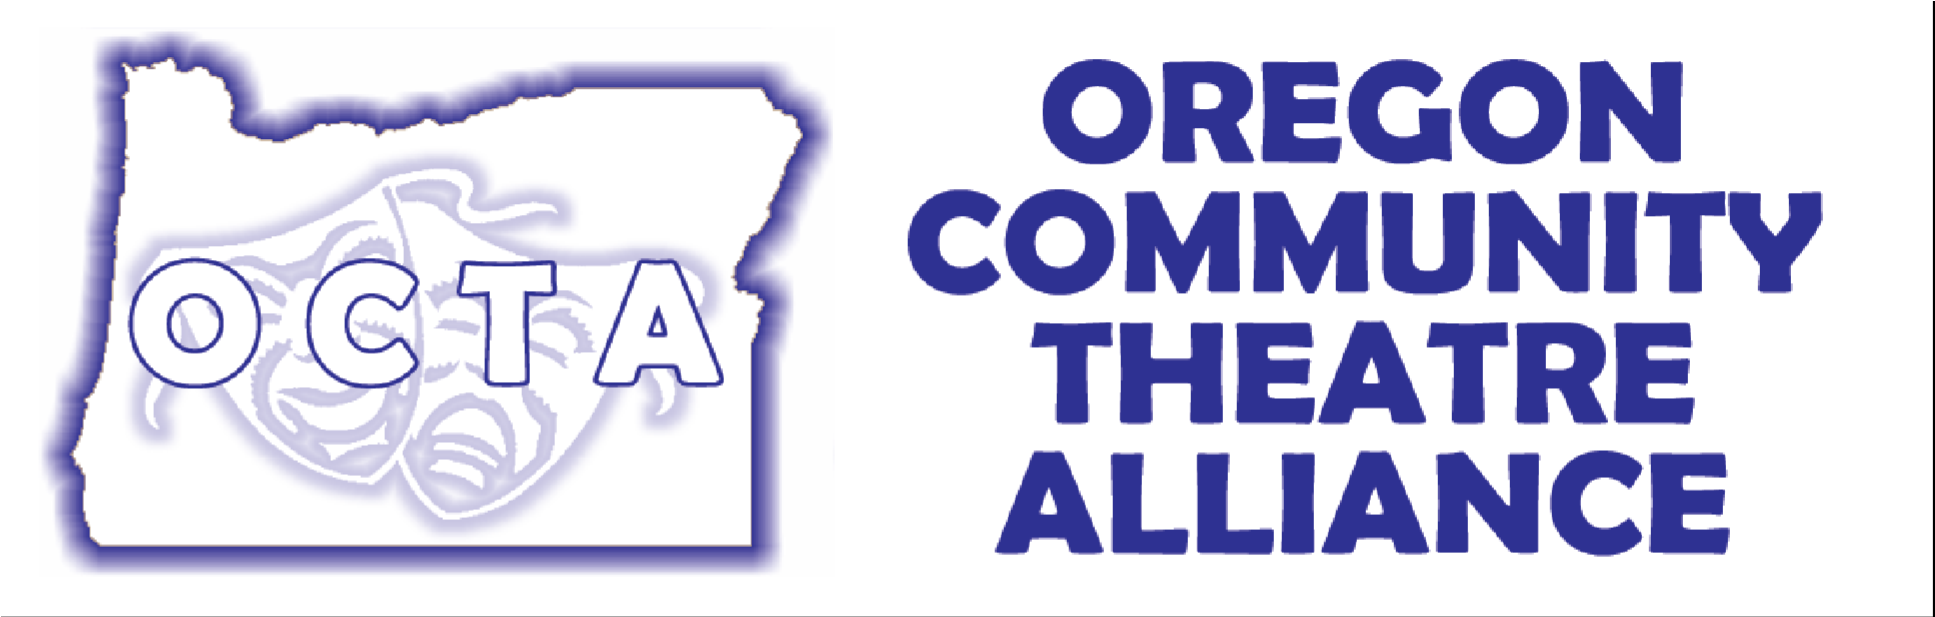 OCTA
OREGON
COMMUNITY
THEATRE
ALLIANCE